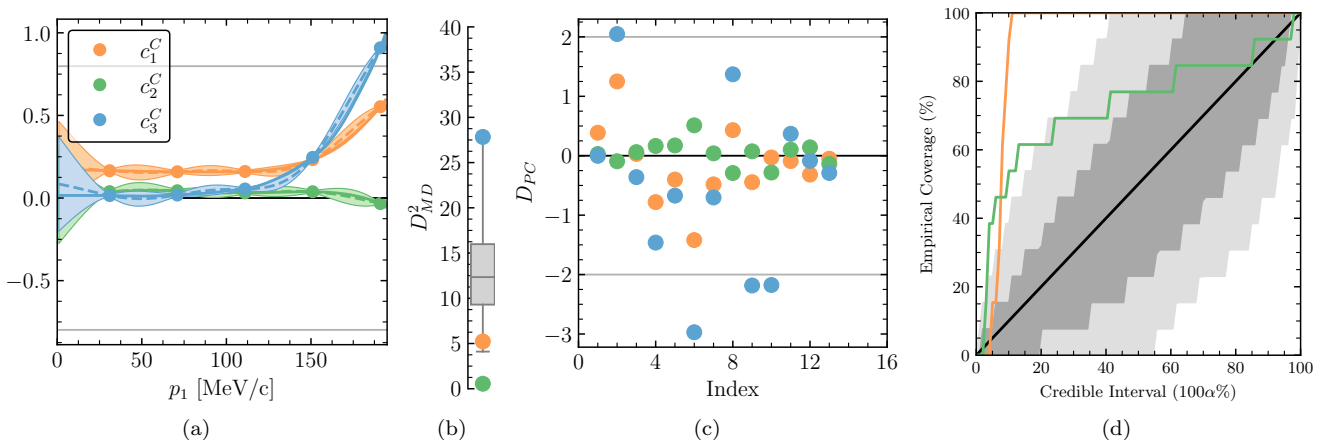 1.0
0.5
0.0
−0.5
c_1^C
c_2^C
c_3^C
0 50 100 150
p_1 [MeV/c]
(a)
40
35
30
25
20
15
10
5
0
D_{MD}^2
(b)
2
1
0
−1
−2
−3
D_{PC}
0 4 8 12 16
Index
(c)
100
80
60
40
20
0
Empirical Coverage (%)
0 20 40 60 80 100
Credible Interval (100α%)
(d)